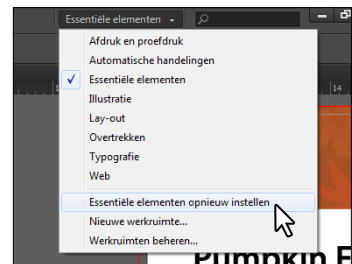 Essentiële elementen
Afdruk en proefdruk
Automatische handelingen
Essentiële elementen
Illustratie
Lay-out
Overtrekken
Typografie
Web
14
Essentiële elementen opnieuw instellen
Nieuwe werkruimte...
Werkruimten beheren...
Pumpkin F